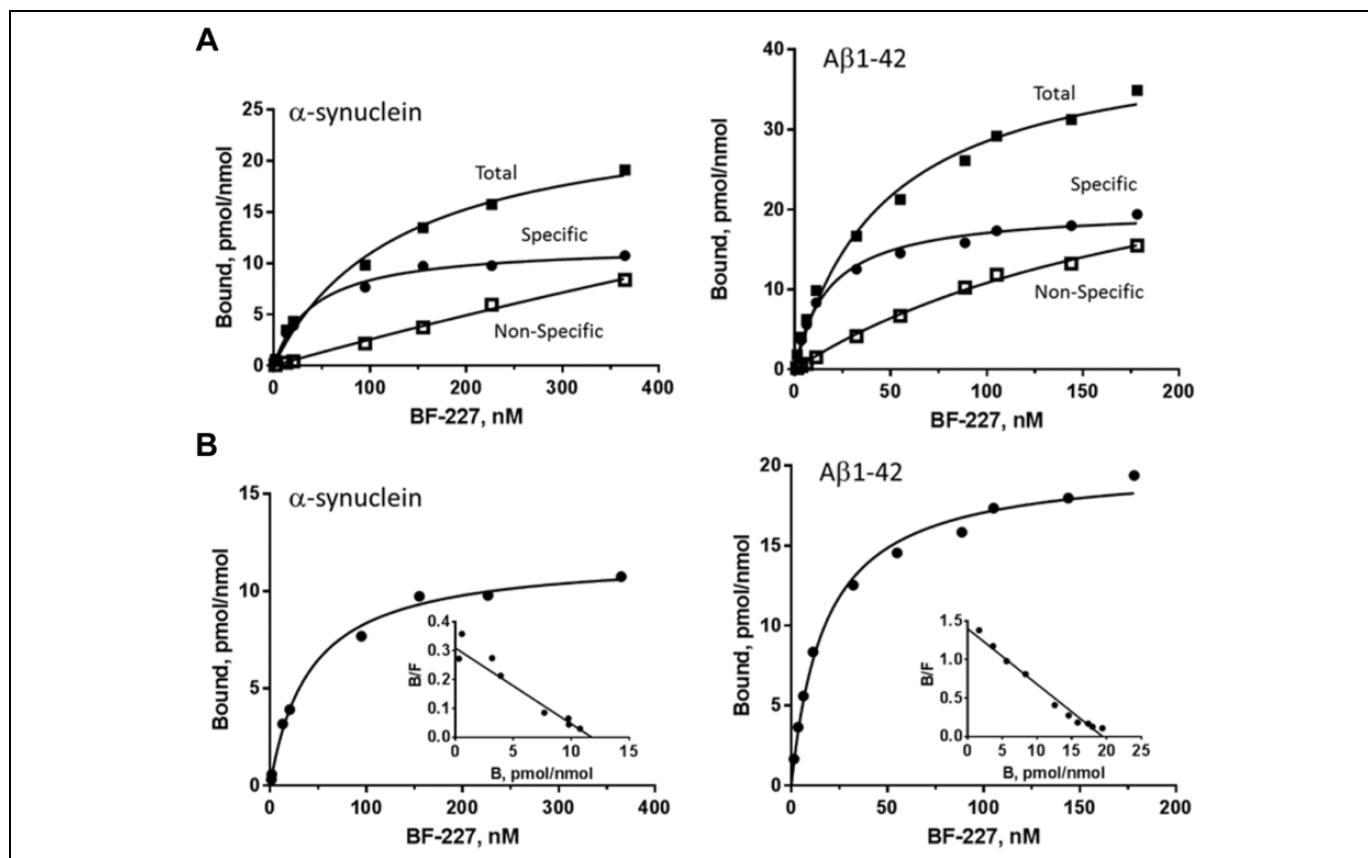 A
α-synuclein
25
20
15
10
5
0
Bound, pmol/nmol
Total
Specific
Non-Specific
0 100 200 300 400
BF-227, nM
Aβ1-42
40
30
20
10
0
Bound, pmol/nmol
Total
Specific
Non-Specific
0 50 100 150 200
BF-227, nM
B
α-synuclein
15
10
5
0
Bound, pmol/nmol
0.4
0.3
0.2
0.1
0.0
B/F
0 5 10 15
B, pmol/nmol
0 100 200 300 400
BF-227, nM
Aβ1-42
20
15
10
5
0
Bound, pmol/nmol
1.5
1.0
0.5
0.0
B/F
0 5 10 15 20 25
B, pmol/nmol
0 50 100 150 200
BF-227, nM